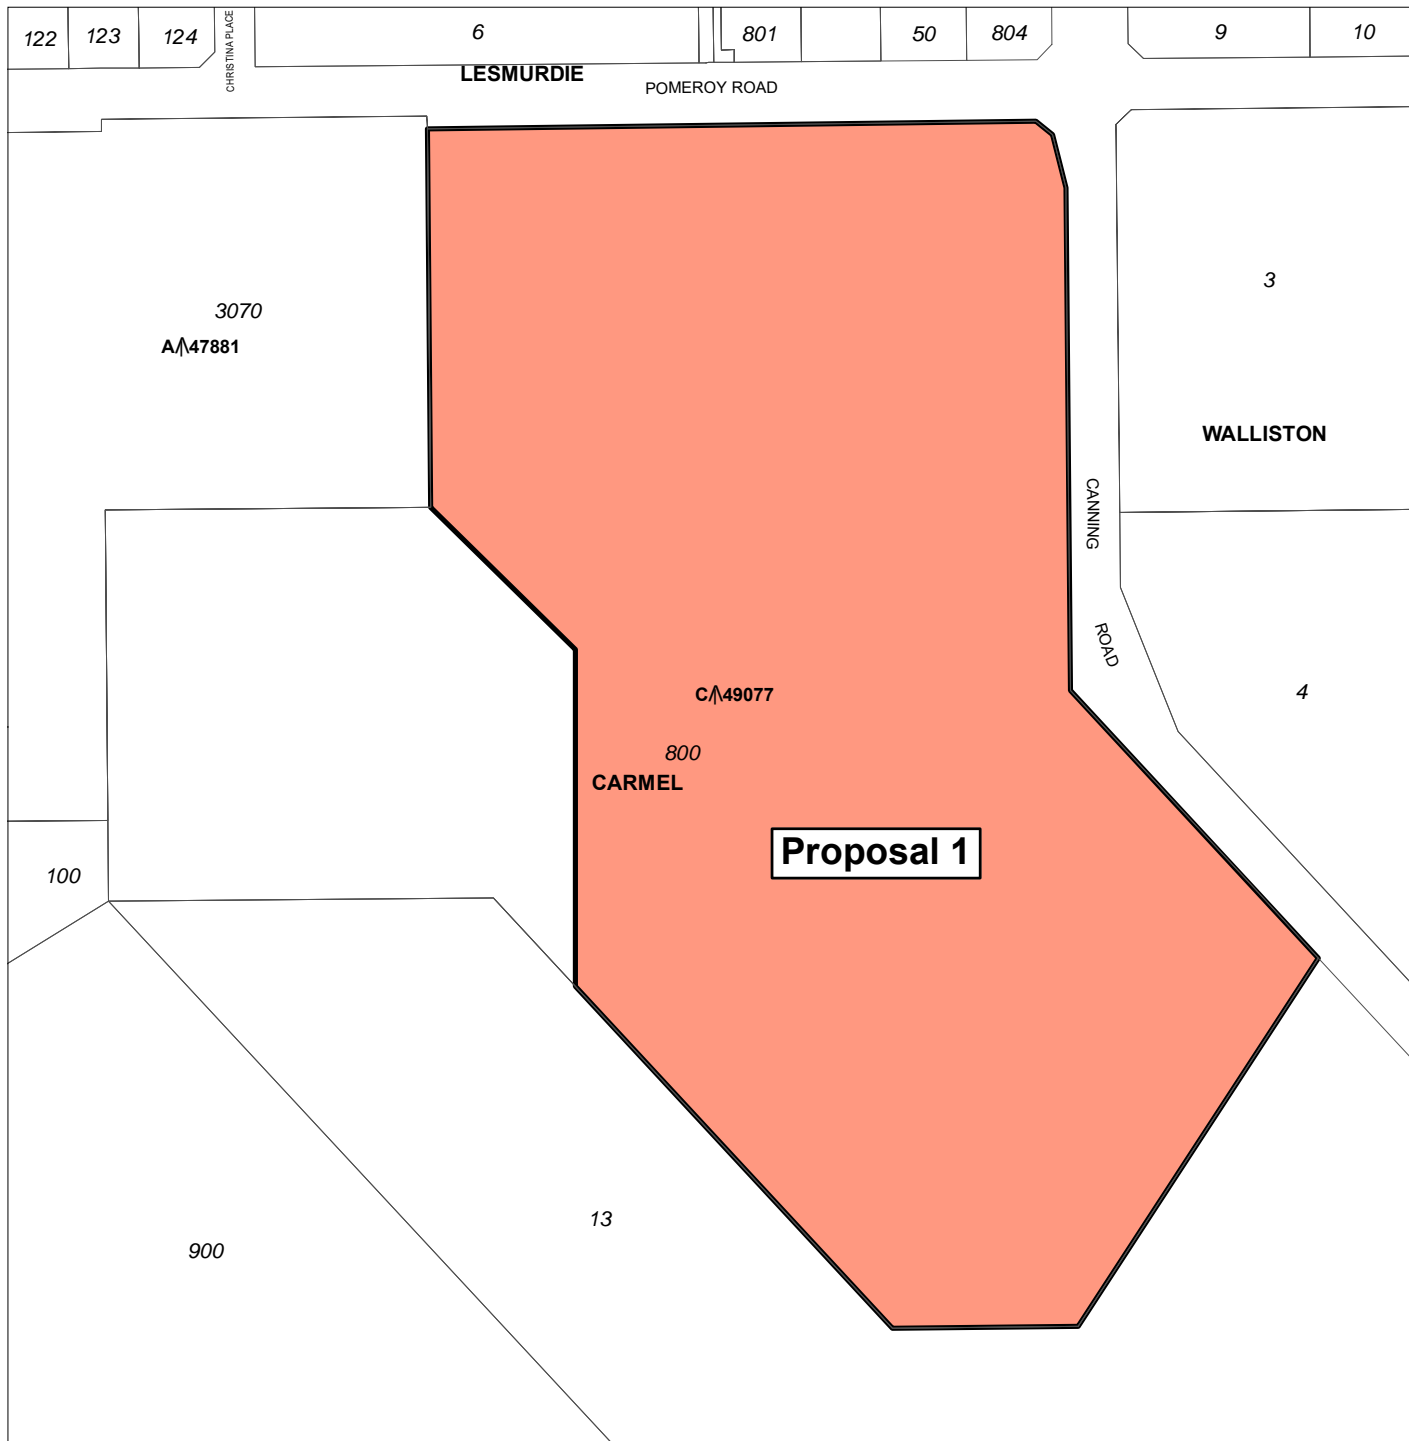 122
123
124
CHRISTINA PLACE
6
801
50
804
9
10
LESMURDIE
POMEROY ROAD
3070
A 47881
3
WALLISTON
CANNING
ROAD
C 49077
800
CARMEL
4
Proposal 1
100
13
900